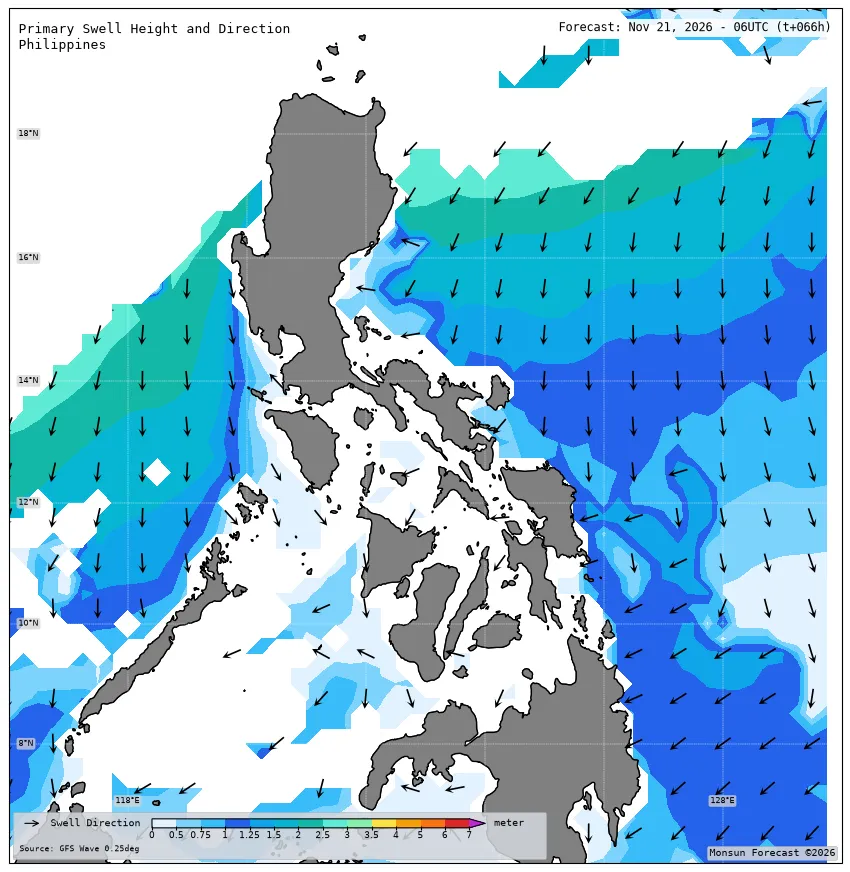 Primary Swell Height and Direction
Philippines
Forecast: Nov 21, 2026 - 06UTC (t+066h)
18°N
16°N
14°N
12°N
10°N
8°N
118°E
128°E
Swell Direction
0 0.5 0.75 1 1.25 1.5 2 2.5 3 3.5 4 5 6 7
meter
Source: GFS Wave 0.25deg
Monsun Forecast ©2026